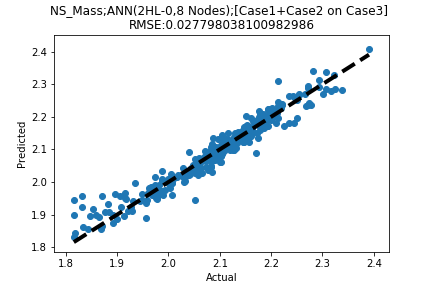 NS_Mass;ANN(2HL-0,8 Nodes);[Case1+Case2 on Case3]
RMSE:0.027798038100982986
2.4
2.3
2.2
2.1
2.0
1.9
1.8
Predicted
1.8 1.9 2.0 2.1 2.2 2.3 2.4
Actual